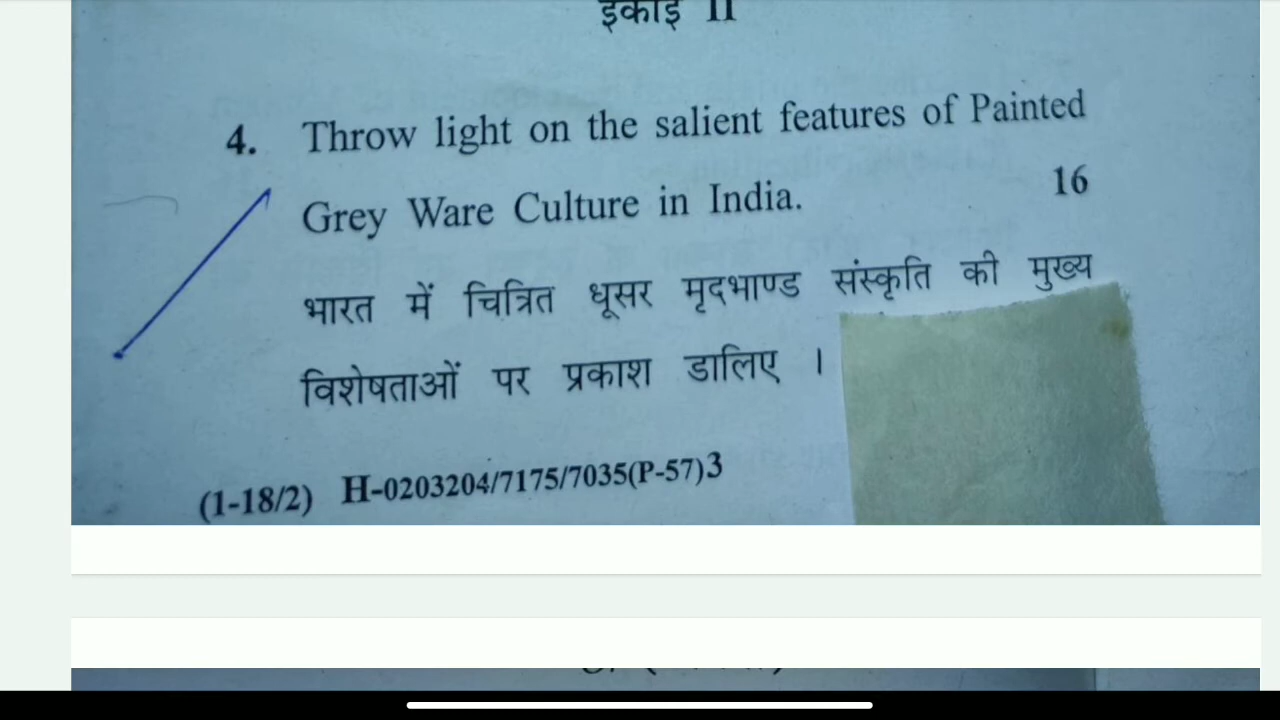 इकाई II
4. Throw light on the salient features of Painted
Grey Ware Culture in India. 16
भारत में चित्रित धूसर मृदभाण्ड संस्कृति की मुख्य
विशेषताओं पर प्रकाश डालिए ।
(1-18/2) H-0203204/7175/7035(P-57)3